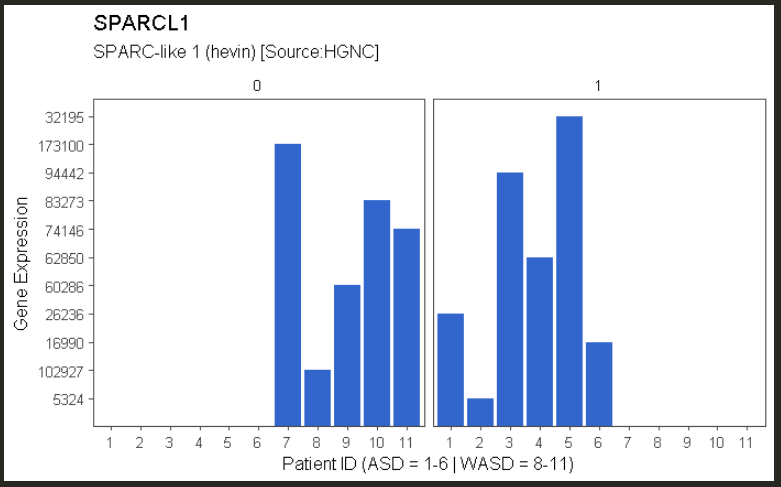 SPARCL1
SPARC-like 1 (hevin) [Source:HGNC]
0 1
32195
173100
94442
83273
74146
62850
60286
26236
16990
102927
5324
Gene Expression
1 2 3 4 5 6 7 8 9 10 11 1 2 3 4 5 6 7 8 9 10 11
Patient ID (ASD = 1-6 | WASD = 8-11)